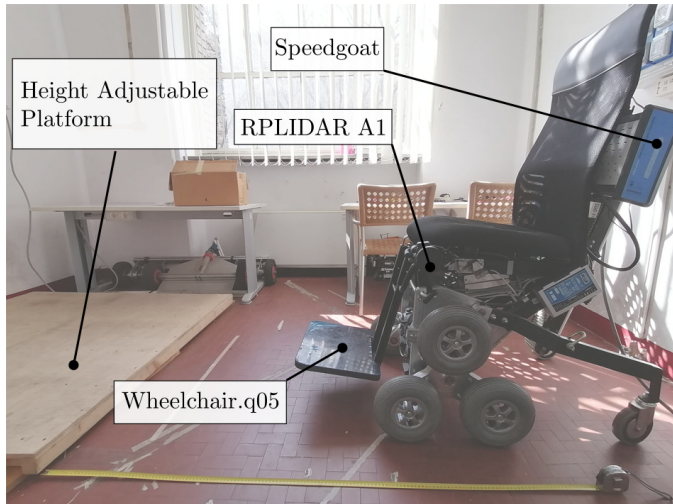 Speedgoat
Height Adjustable
Platform
RPLIDAR A1
Wheelchair.q05